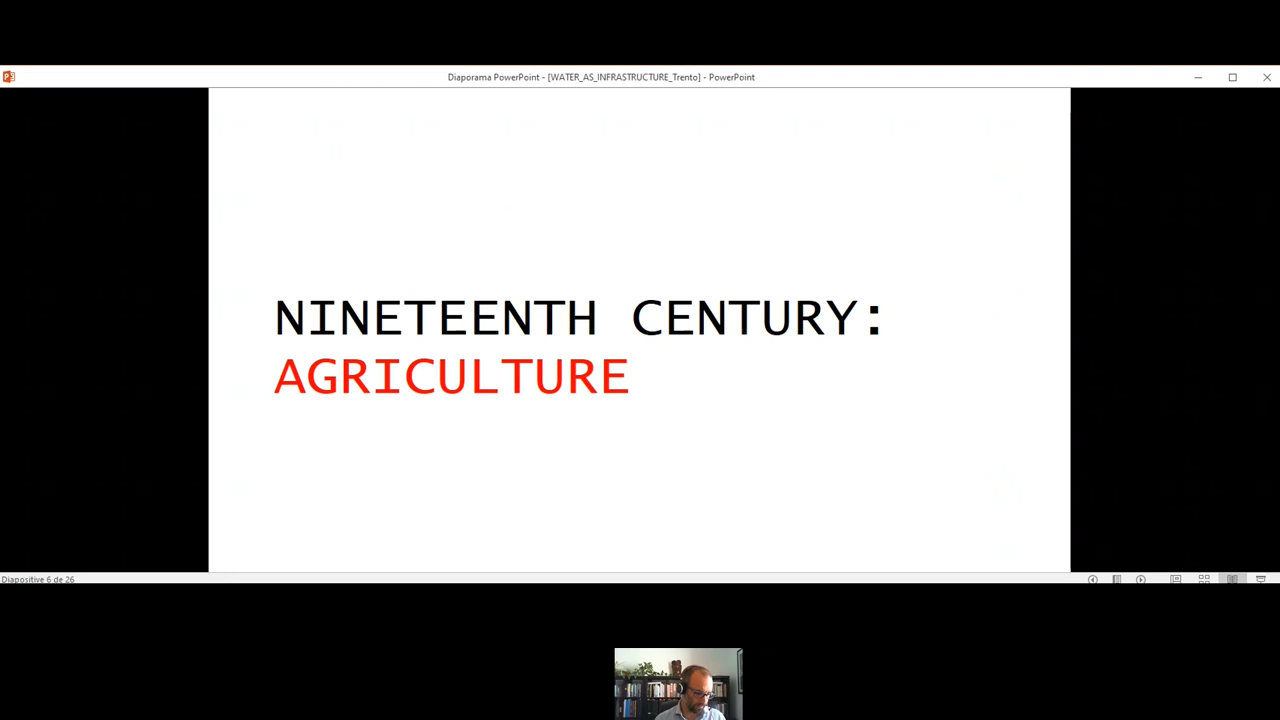 Diaporama PowerPoint - [WATER_AS_INFRASTRUCTURE_Trento] - PowerPoint
NINETEENTH CENTURY:
AGRICULTURE
Diapositive 6 de 26